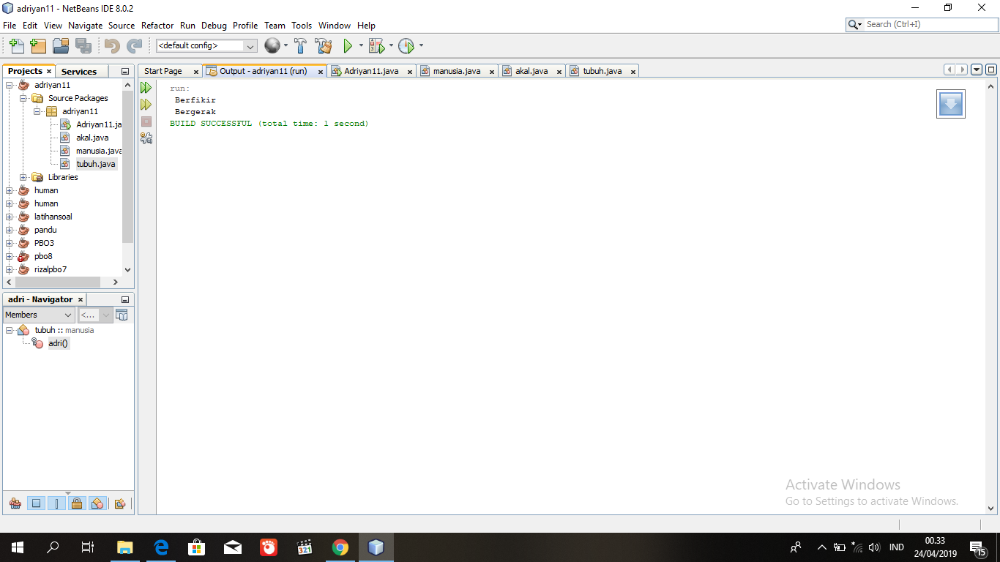 adriyan11 - NetBeans IDE 8.0.2
File Edit View Navigate Source Refactor Run Debug Profile Team Tools Window Help
Search (Ctrl+I)
<default config>
Projects Services
Start Page Output - adriyan11 (run) Adriyan11.java manusia.java akal.java tubuh.java
adriyan11
Source Packages
adriyan11
Adriyan11.ja
akal.java
manusia.java
tubuh.java
Libraries
human
human
latihansoal
pandu
PBO3
pbo8
rizalpbo7
run:
Berfikir
Bergerak
BUILD SUCCESSFUL (total time: 1 second)
adri - Navigator
Members <...
tubuh :: manusia
adri()
Activate Windows
Go to Settings to activate Windows.
321
IND
00.33
24/04/2019
15